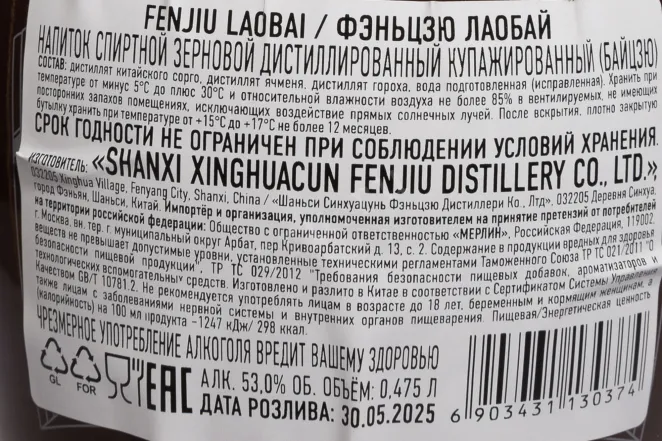 FENJIU LAOBAI / ФЭНЬЦЗЮ ЛАОБАЙ
НАПИТОК СПИРТНОЙ ЗЕРНОВОЙ ДИСТИЛЛИРОВАННЫЙ КУПАЖИРОВАННЫЙ (БАЙЦЗЮ)
СОСТАВ: дистиллят китайского сорго, дистиллят ячменя, дистиллят гороха, вода подготовленная (исправленная). Хранить при
температуре от минус 5°С до плюс 30°С и относительной влажности воздуха не более 85% в вентилируемых, не имеющих
посторонних запахов помещениях, исключающих воздействие прямых солнечных лучей. После вскрытия, плотно закрытую
бутылку хранить при температуре от +15°С до +17°С не более 12 месяцев.
СРОК ГОДНОСТИ НЕ ОГРАНИЧЕН ПРИ СОБЛЮДЕНИИ УСЛОВИЙ ХРАНЕНИЯ.
ИЗГОТОВИТЕЛЬ: «SHANXI XINGHUACUN FENJIU DISTILLERY CO., LTD.»,
032205 Xinghua Village, Fenyang City, Shanxi, China / «Шаньси Синхуацунь Фэньцзю Дистиллери Ко., Лтд». 032205 Деревня Синхуа,
город Фэньян, Шаньси, Китай. Импортёр и организация, уполномоченная изготовителем на принятие претензий от потребителей
на территории российской федерации: Общество с ограниченной ответственностью «МЕРЛИН», Российская Федерация, 119002,
г. Москва, вн. тер. г. муниципальный округ Арбат, пер Кривоарбатский д. 13, с. 2. Содержание в продукции вредных для здоровья
веществ не превышает допустимые уровни, установленные техническими регламентами Таможенного Союза ТР ТС 021/2011 "О
безопасности пищевой продукции", ТР ТС 029/2012 "Требования безопасности пищевых добавок, ароматизаторов и
технологических вспомогательных средств. Изготовлено и разлито в Китае в соответствии с Сертификатом Системы Управления
Качеством GB/T 10781.2. Не рекомендуется употреблять лицам в возрасте до 18 лет, беременным и кормящим женщинам, а
также лицам с заболеваниями нервной системы и внутренних органов пищеварения. Пищевая/Энергетическая ценность
(калорийность) на 100 мл продукта -1247 кДж/ 298 ккал.
ЧРЕЗМЕРНОЕ УПОТРЕБЛЕНИЕ АЛКОГОЛЯ ВРЕДИТ ВАШЕМУ ЗДОРОВЬЮ
GL FOR EAC АЛК. 53,0% ОБ. ОБЪЁМ: 0,475 Л
ДАТА РОЗЛИВА: 30.05.2025
6 903431 130374